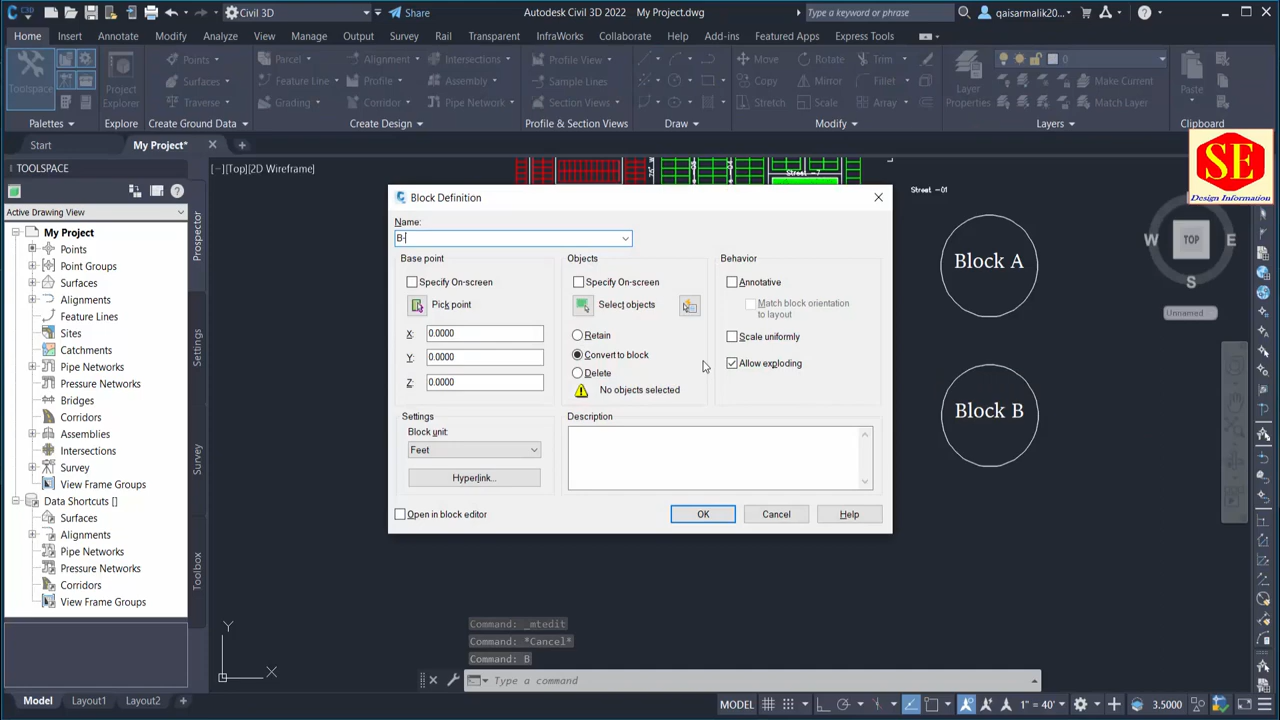 C3D
Civil 3D
Share
Autodesk Civil 3D 2022 My Project.dwg
Type a keyword or phrase
qaisarmalik20...
Home Insert Annotate Modify Analyze View Manage Output Survey Rail Transparent InfraWorks Collaborate Help Add-ins Featured Apps Express Tools
Points Parcel Alignment Intersection Profile View Move Rotate Trim 0
Surfaces Feature Line Profile Assembly Sample Lines Copy Mirror Fillet Make Current
Traverse Grading Corridor Pipe Network Section Views Stretch Scale Array Match Layer
Toolspace
Project Explorer
Layer Properties
Paste
Palettes Explore Create Ground Data Create Design Profile & Section Views Draw Modify Layers Clipboard
Start My Project*
SE
Design Information
TOOLSPACE
[−][Top][2D Wireframe]
Street -7
Street -01
Active Drawing View
My Project
Points
Point Groups
Surfaces
Alignments
Feature Lines
Sites
Catchments
Pipe Networks
Pressure Networks
Bridges
Corridors
Assemblies
Intersections
Survey
View Frame Groups
Data Shortcuts []
Surfaces
Alignments
Pipe Networks
Pressure Networks
Corridors
View Frame Groups
Prospector
Settings
Survey
Toolbox
Block Definition
Name:
B-
Base point
Specify On-screen
Pick point
X: 0.0000
Y: 0.0000
Z: 0.0000
Objects
Specify On-screen
Select objects
Retain
Convert to block
Delete
No objects selected
Behavior
Annotative
Match block orientation
to layout
Scale uniformly
Allow exploding
Settings
Block unit:
Feet
Hyperlink...
Description
Open in block editor
OK Cancel Help
Block A
Block B
W TOP E
S
Unnamed
Y
X
Command: _mtedit
Command: *Cancel*
Command: B
Type a command
Model Layout1 Layout2
MODEL
1" = 40'
3.5000